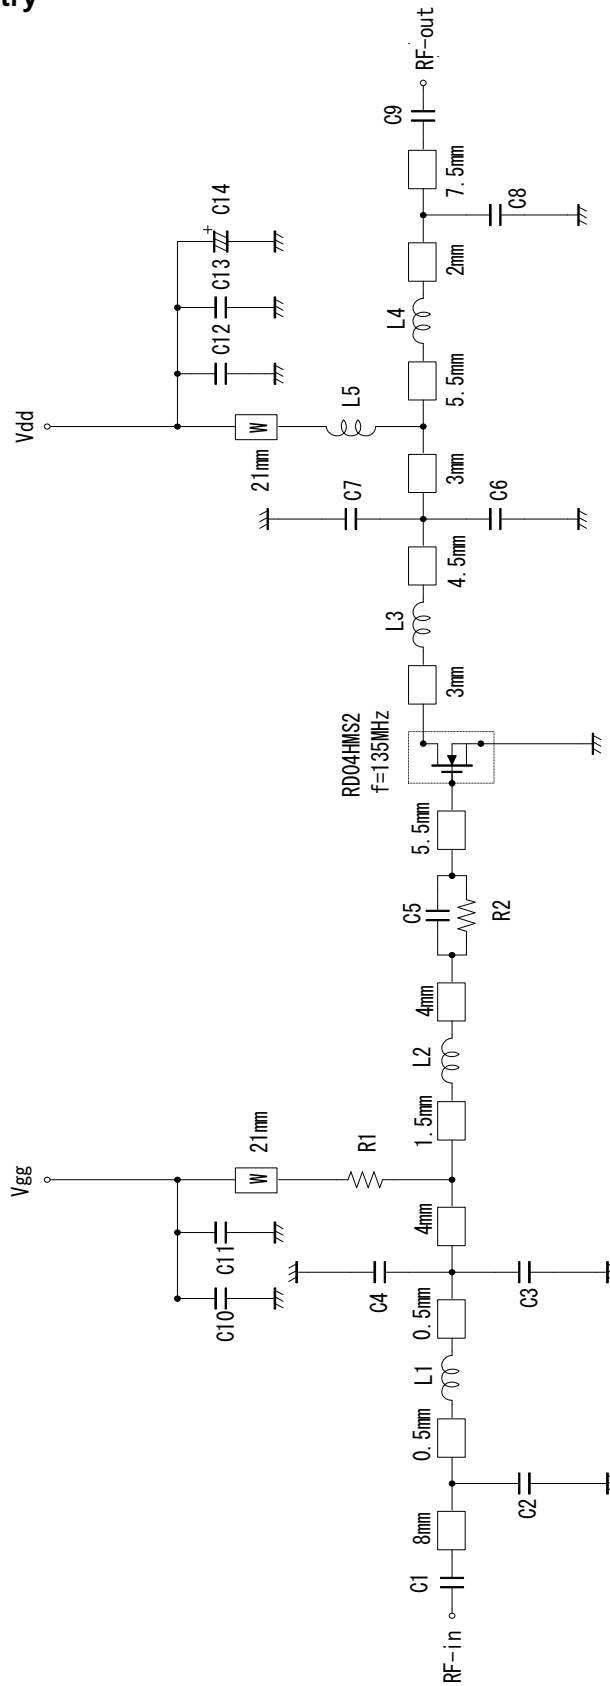 try
RF-out
C9
7.5mm
C8
2mm
L4
5.5mm
C14
+
C13
C12
Vdd
W
21mm
L5
3mm
C7
C6
4.5mm
L3
3mm
RD04HMS2
f=135MHz
5.5mm
C5
R2
4mm
L2
1.5mm
Vgg
W
21mm
R1
4mm
C11
C10
C4
C3
0.5mm
L1
0.5mm
C2
8mm
C1
RF-in